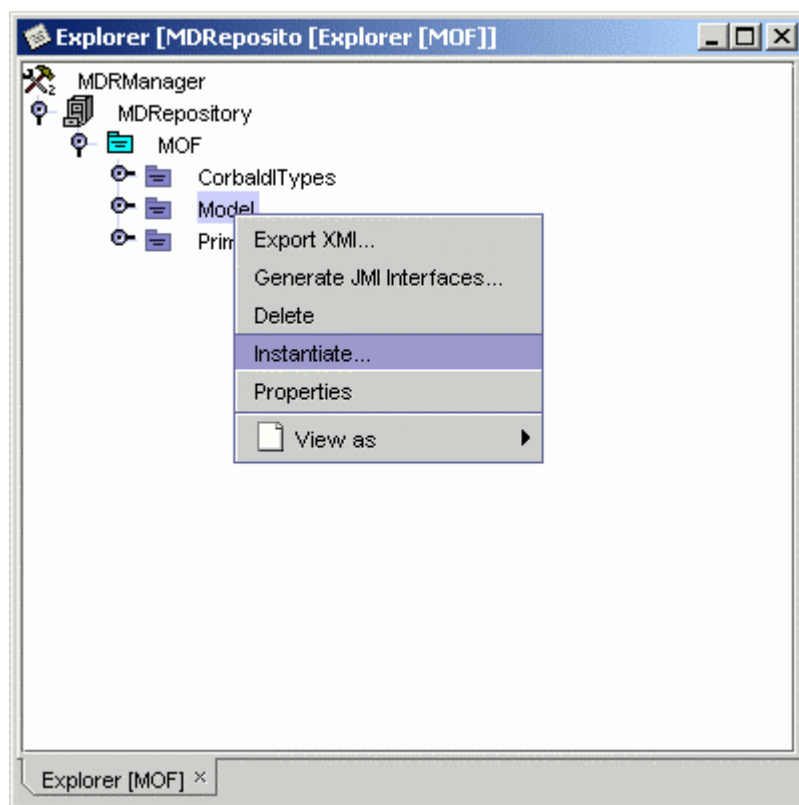 Explorer [MDReposito [Explorer [MOF]]
MDRManager
MDRepository
MOF
CorbaIdlTypes
Model
Prim
Export XMI...
Generate JMI Interfaces...
Delete
Instantiate...
Properties
View as
Explorer [MOF]